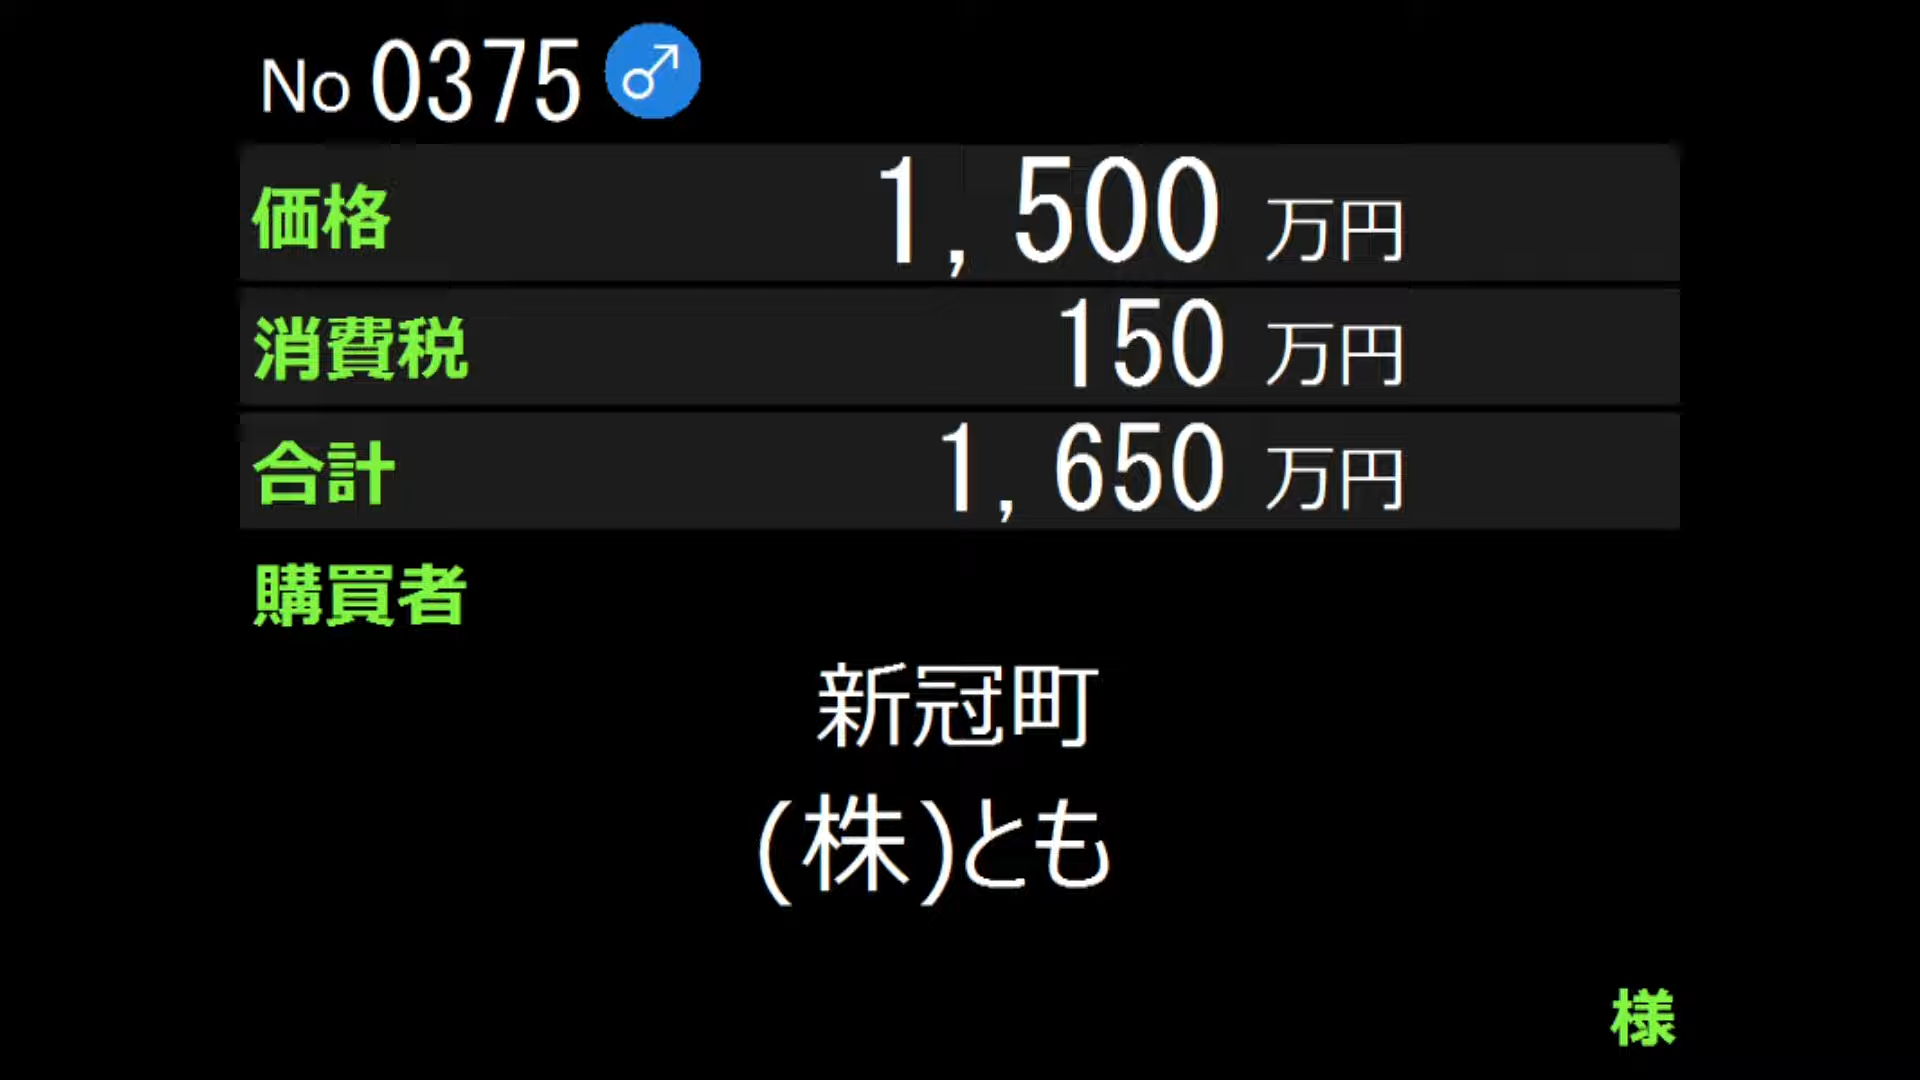 No 0375 ♂
価格 1,500 万円
消費税 150 万円
合計 1,650 万円
購買者
新冠町
(株)とも
様